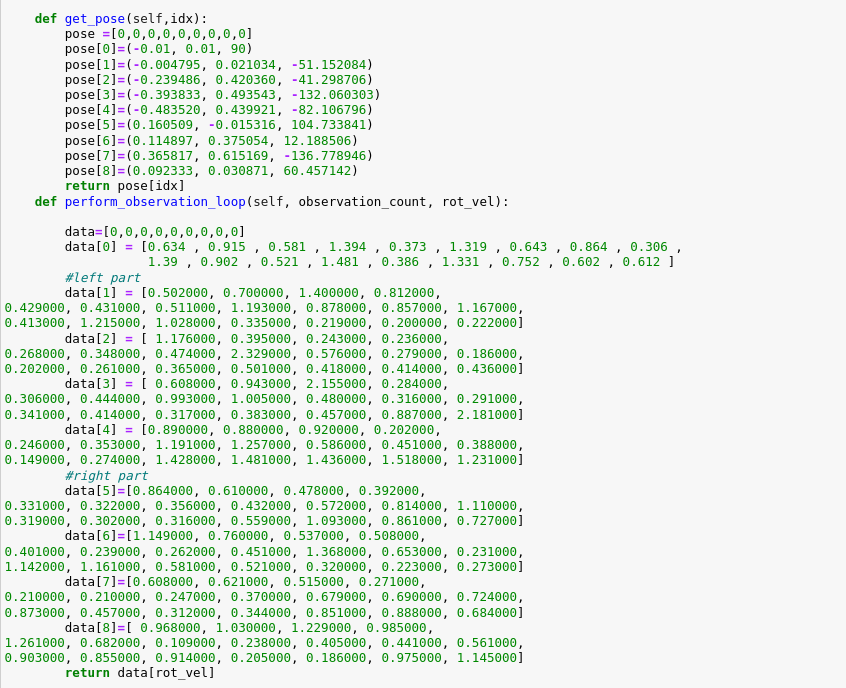 def get_pose(self,idx):
        pose =[0,0,0,0,0,0,0,0,0]
        pose[0]=(-0.01, 0.01, 90)
        pose[1]=(-0.004795, 0.021034, -51.152084)
        pose[2]=(-0.239486, 0.420360, -41.298706)
        pose[3]=(-0.393833, 0.493543, -132.060303)
        pose[4]=(-0.483520, 0.439921, -82.106796)
        pose[5]=(0.160509, -0.015316, 104.733841)
        pose[6]=(0.114897, 0.375054, 12.188506)
        pose[7]=(0.365817, 0.615169, -136.778946)
        pose[8]=(0.092333, 0.030871, 60.457142)
        return pose[idx]
    def perform_observation_loop(self, observation_count, rot_vel):
        data=[0,0,0,0,0,0,0,0,0]
        data[0] = [0.634 , 0.915 , 0.581 , 1.394 , 0.373 , 1.319 , 0.643 , 0.864 , 0.306 ,
                   1.39 , 0.902 , 0.521 , 1.481 , 0.386 , 1.331 , 0.752 , 0.602 , 0.612 ]
        #left part
        data[1] = [0.502000, 0.700000, 1.400000, 0.812000,
0.429000, 0.431000, 0.511000, 1.193000, 0.878000, 0.857000, 1.167000,
0.413000, 1.215000, 1.028000, 0.335000, 0.219000, 0.200000, 0.222000]
        data[2] = [ 1.176000, 0.395000, 0.243000, 0.236000,
0.268000, 0.348000, 0.474000, 2.329000, 0.576000, 0.279000, 0.186000,
0.202000, 0.261000, 0.365000, 0.501000, 0.418000, 0.414000, 0.436000]
        data[3] = [ 0.608000, 0.943000, 2.155000, 0.284000,
0.306000, 0.444000, 0.993000, 1.005000, 0.480000, 0.316000, 0.291000,
0.341000, 0.414000, 0.317000, 0.383000, 0.457000, 0.887000, 2.181000]
        data[4] = [0.890000, 0.880000, 0.920000, 0.202000,
0.246000, 0.353000, 1.191000, 1.257000, 0.586000, 0.451000, 0.388000,
0.149000, 0.274000, 1.428000, 1.481000, 1.436000, 1.518000, 1.231000]
        #right part
        data[5]=[0.864000, 0.610000, 0.478000, 0.392000,
0.331000, 0.322000, 0.356000, 0.432000, 0.572000, 0.814000, 1.110000,
0.319000, 0.302000, 0.316000, 0.559000, 1.093000, 0.861000, 0.727000]
        data[6]=[1.149000, 0.760000, 0.537000, 0.508000,
0.401000, 0.239000, 0.262000, 0.451000, 1.368000, 0.653000, 0.231000,
1.142000, 1.161000, 0.581000, 0.521000, 0.320000, 0.223000, 0.273000]
        data[7]=[0.608000, 0.621000, 0.515000, 0.271000,
0.210000, 0.210000, 0.247000, 0.370000, 0.679000, 0.690000, 0.724000,
0.873000, 0.457000, 0.312000, 0.344000, 0.851000, 0.888000, 0.684000]
        data[8]=[ 0.968000, 1.030000, 1.229000, 0.985000,
1.261000, 0.682000, 0.109000, 0.238000, 0.405000, 0.441000, 0.561000,
0.903000, 0.855000, 0.914000, 0.205000, 0.186000, 0.975000, 1.145000]
        return data[rot_vel]